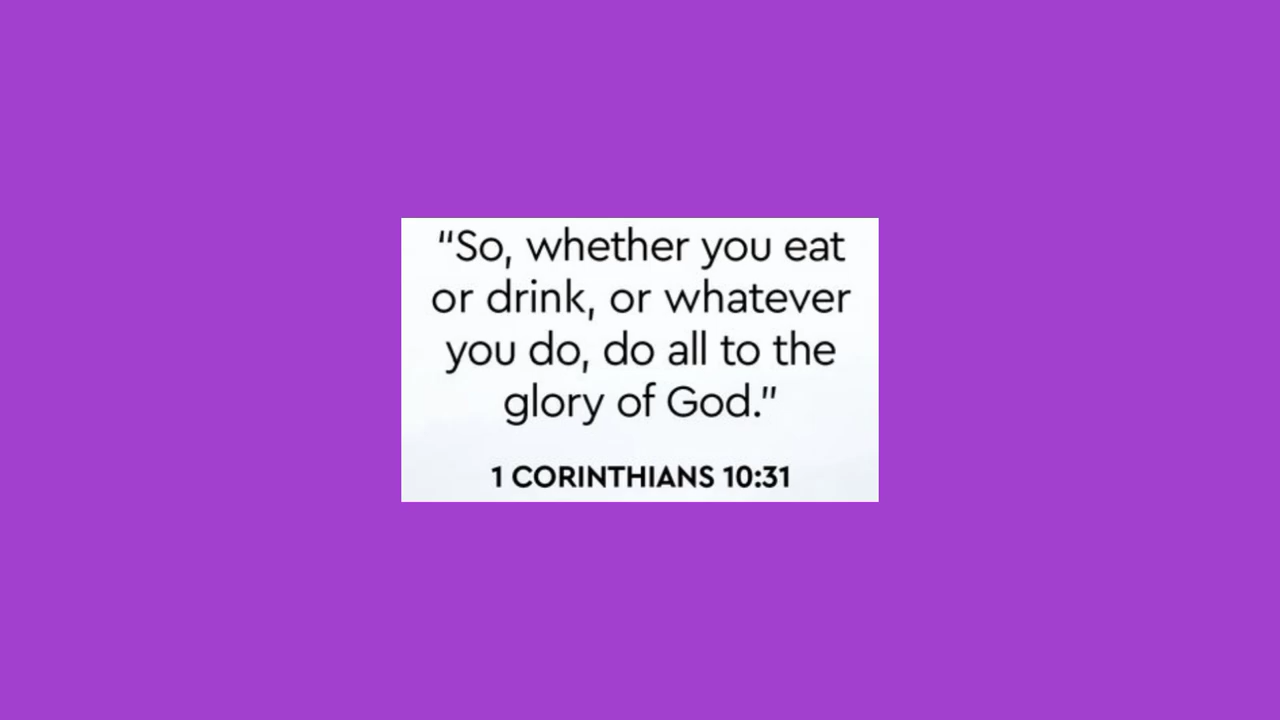 “So, whether you eat
or drink, or whatever
you do, do all to the
glory of God.”
1 CORINTHIANS 10:31